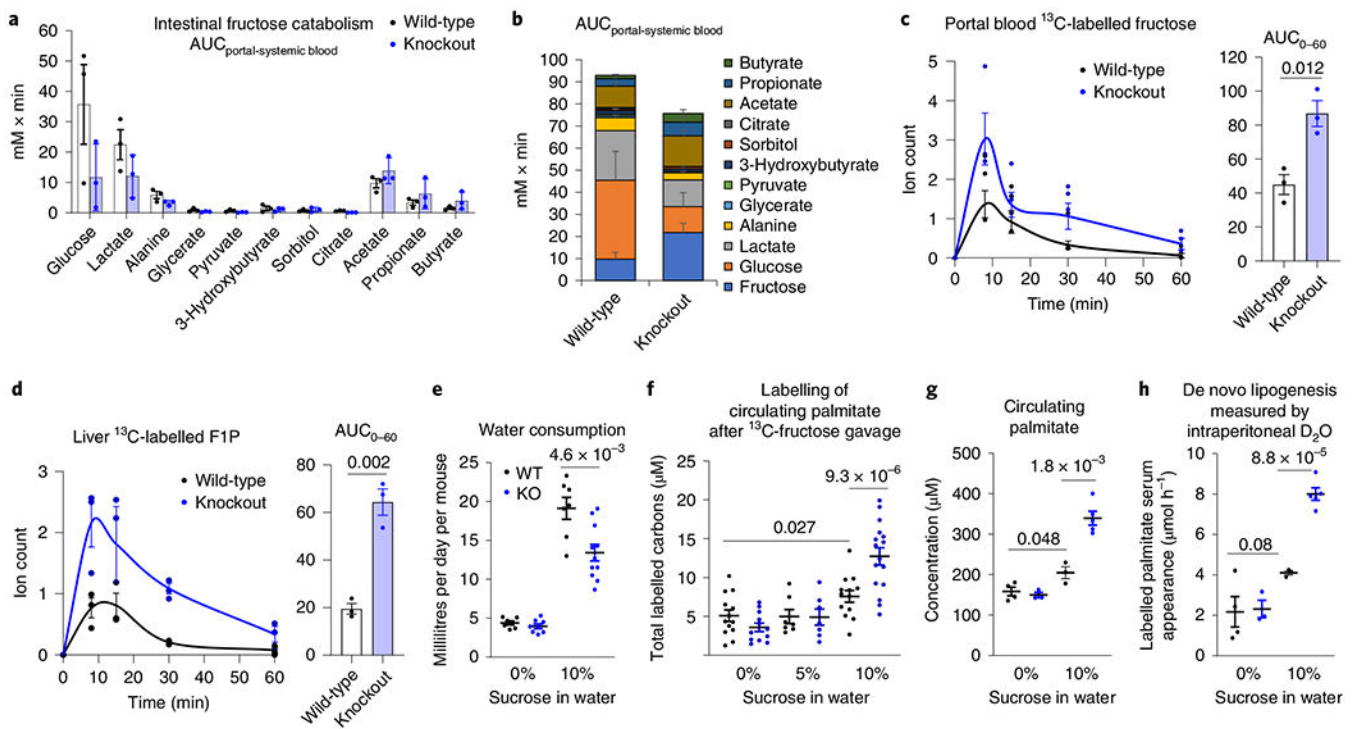 a
Intestinal fructose catabolism
AUCportal-systemic blood
Wild-type
Knockout
mM × min
60
50
40
30
20
10
0
Glucose
Lactate
Alanine
Glycerate
Pyruvate
3-Hydroxybutyrate
Sorbitol
Citrate
Acetate
Propionate
Butyrate
b
AUCportal-systemic blood
mM × min
100
90
80
70
60
50
40
30
20
10
0
Wild-type
Knockout
Butyrate
Propionate
Acetate
Citrate
Sorbitol
3-Hydroxybutyrate
Pyruvate
Glycerate
Alanine
Lactate
Glucose
Fructose
c
Portal blood ¹³C-labelled fructose
Wild-type
Knockout
Ion count
5
4
3
2
1
0
0 10 20 30 40 50 60
Time (min)
AUC₀₋₆₀
0.012
120
100
80
60
40
20
0
Wild-type
Knockout
d
Liver ¹³C-labelled F1P
Wild-type
Knockout
Ion count
3
2
1
0
0 10 20 30 40 50 60
Time (min)
AUC₀₋₆₀
0.002
80
60
40
20
0
Wild-type
Knockout
e
Water consumption
4.6 × 10⁻³
WT
KO
Millilitres per day per mouse
25
20
15
10
5
0
0% 10%
Sucrose in water
f
Labelling of
circulating palmitate
after ¹³C-fructose gavage
9.3 × 10⁻⁶
0.027
Total labelled carbons (µM)
25
20
15
10
5
0% 5% 10%
Sucrose in water
g
Circulating
palmitate
1.8 × 10⁻³
0.048
Concentration (µM)
500
400
300
200
100
0
0% 10%
Sucrose in water
h
De novo lipogenesis
measured by
intraperitoneal D₂O
8.8 × 10⁻⁵
0.08
Labelled palmitate serum
appearance (µmol h⁻¹)
10
8
6
4
2
0
0% 10%
Sucrose in water